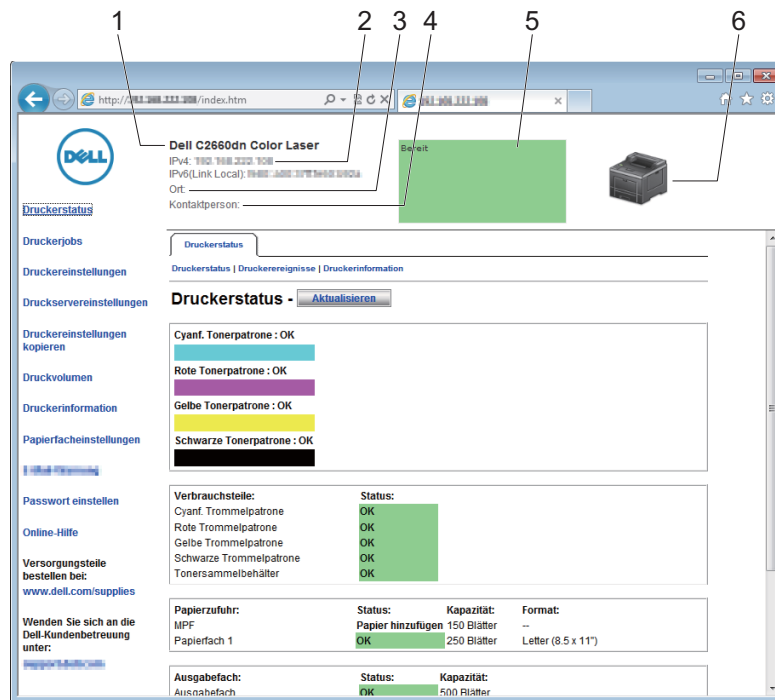 1 2 3 4 5 6
http:// /index.htm
DELL
Dell C2660dn Color Laser
IPv4:
IPv6(Link Local):
Ort:
Kontaktperson:
Bereit
Druckerstatus
Druckerjobs
Druckereinstellungen
Druckservereinstellungen
Druckereinstellungen
kopieren
Druckvolumen
Druckerinformation
Papierfacheinstellungen
Passwort einstellen
Online-Hilfe
Versorgungsteile
bestellen bei:
www.dell.com/supplies
Wenden Sie sich an die
Dell-Kundenbetreuung
unter:
Druckerstatus
Druckerstatus | Druckerereignisse | Druckerinformation
Druckerstatus - Aktualisieren
Cyanf. Tonerpatrone : OK
Rote Tonerpatrone : OK
Gelbe Tonerpatrone : OK
Schwarze Tonerpatrone : OK
Verbrauchsteile: Status:
Cyanf. Trommelpatrone OK
Rote Trommelpatrone OK
Gelbe Trommelpatrone OK
Schwarze Trommelpatrone OK
Tonersammelbehälter OK
Papierzufuhr: Status: Kapazität: Format:
MPF Papier hinzufügen 150 Blätter --
Papierfach 1 OK 250 Blätter Letter (8.5 x 11")
Ausgabefach: Status: Kapazität:
Ausgabefach OK 500 Blätter